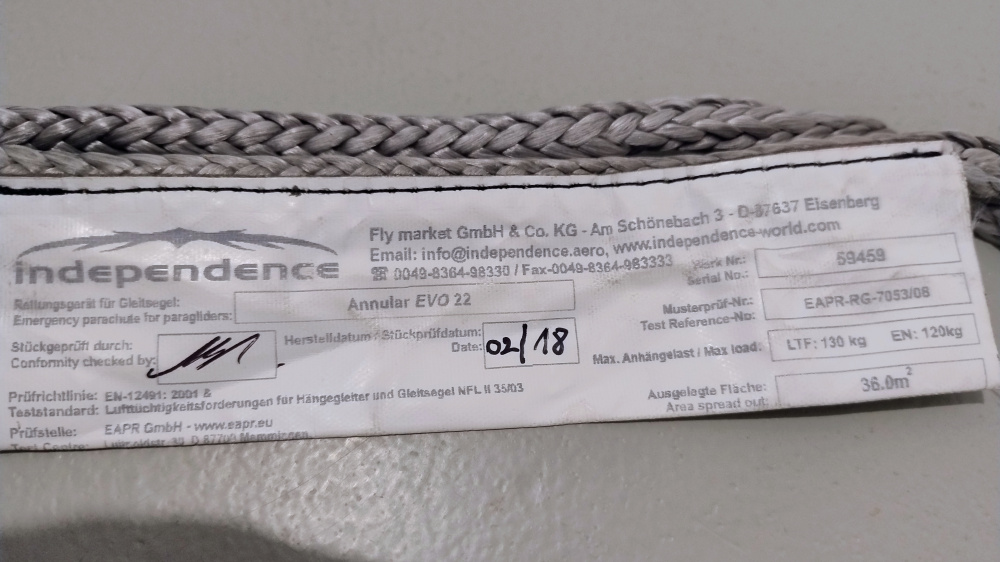 independence
Fly market GmbH & Co. KG - Am Schönebach 3 - D-87637 Eisenberg
Email: info@independence.aero, www.independence-world.com
☏ 0049-8364-98330 / Fax-0049-8364-983333
Werk Nr.: 59459
Serial No.:
Rettungsgerät für Gleitsegel: Annular EVO 22
Emergency parachute for paragliders:
Musterprüf-Nr.: EAPR-RG-7053/08
Test Reference-No:
Stückgeprüft durch:
Conformity checked by:
Herstelldatum / Stückprüfdatum: 02/18
Date:
Max. Anhängelast / Max load: LTF: 130 kg EN: 120kg
Prüfrichtlinie: EN-12491: 2001 &
Teststandard: Lufttüchtigkeitsforderungen für Hängegleiter und Gleitsegel NFL II 35/03
Ausgelegte Fläche: 36.0m²
Area spread out:
Prüfstelle: EAPR GmbH - www.eapr.eu
Test Centre: